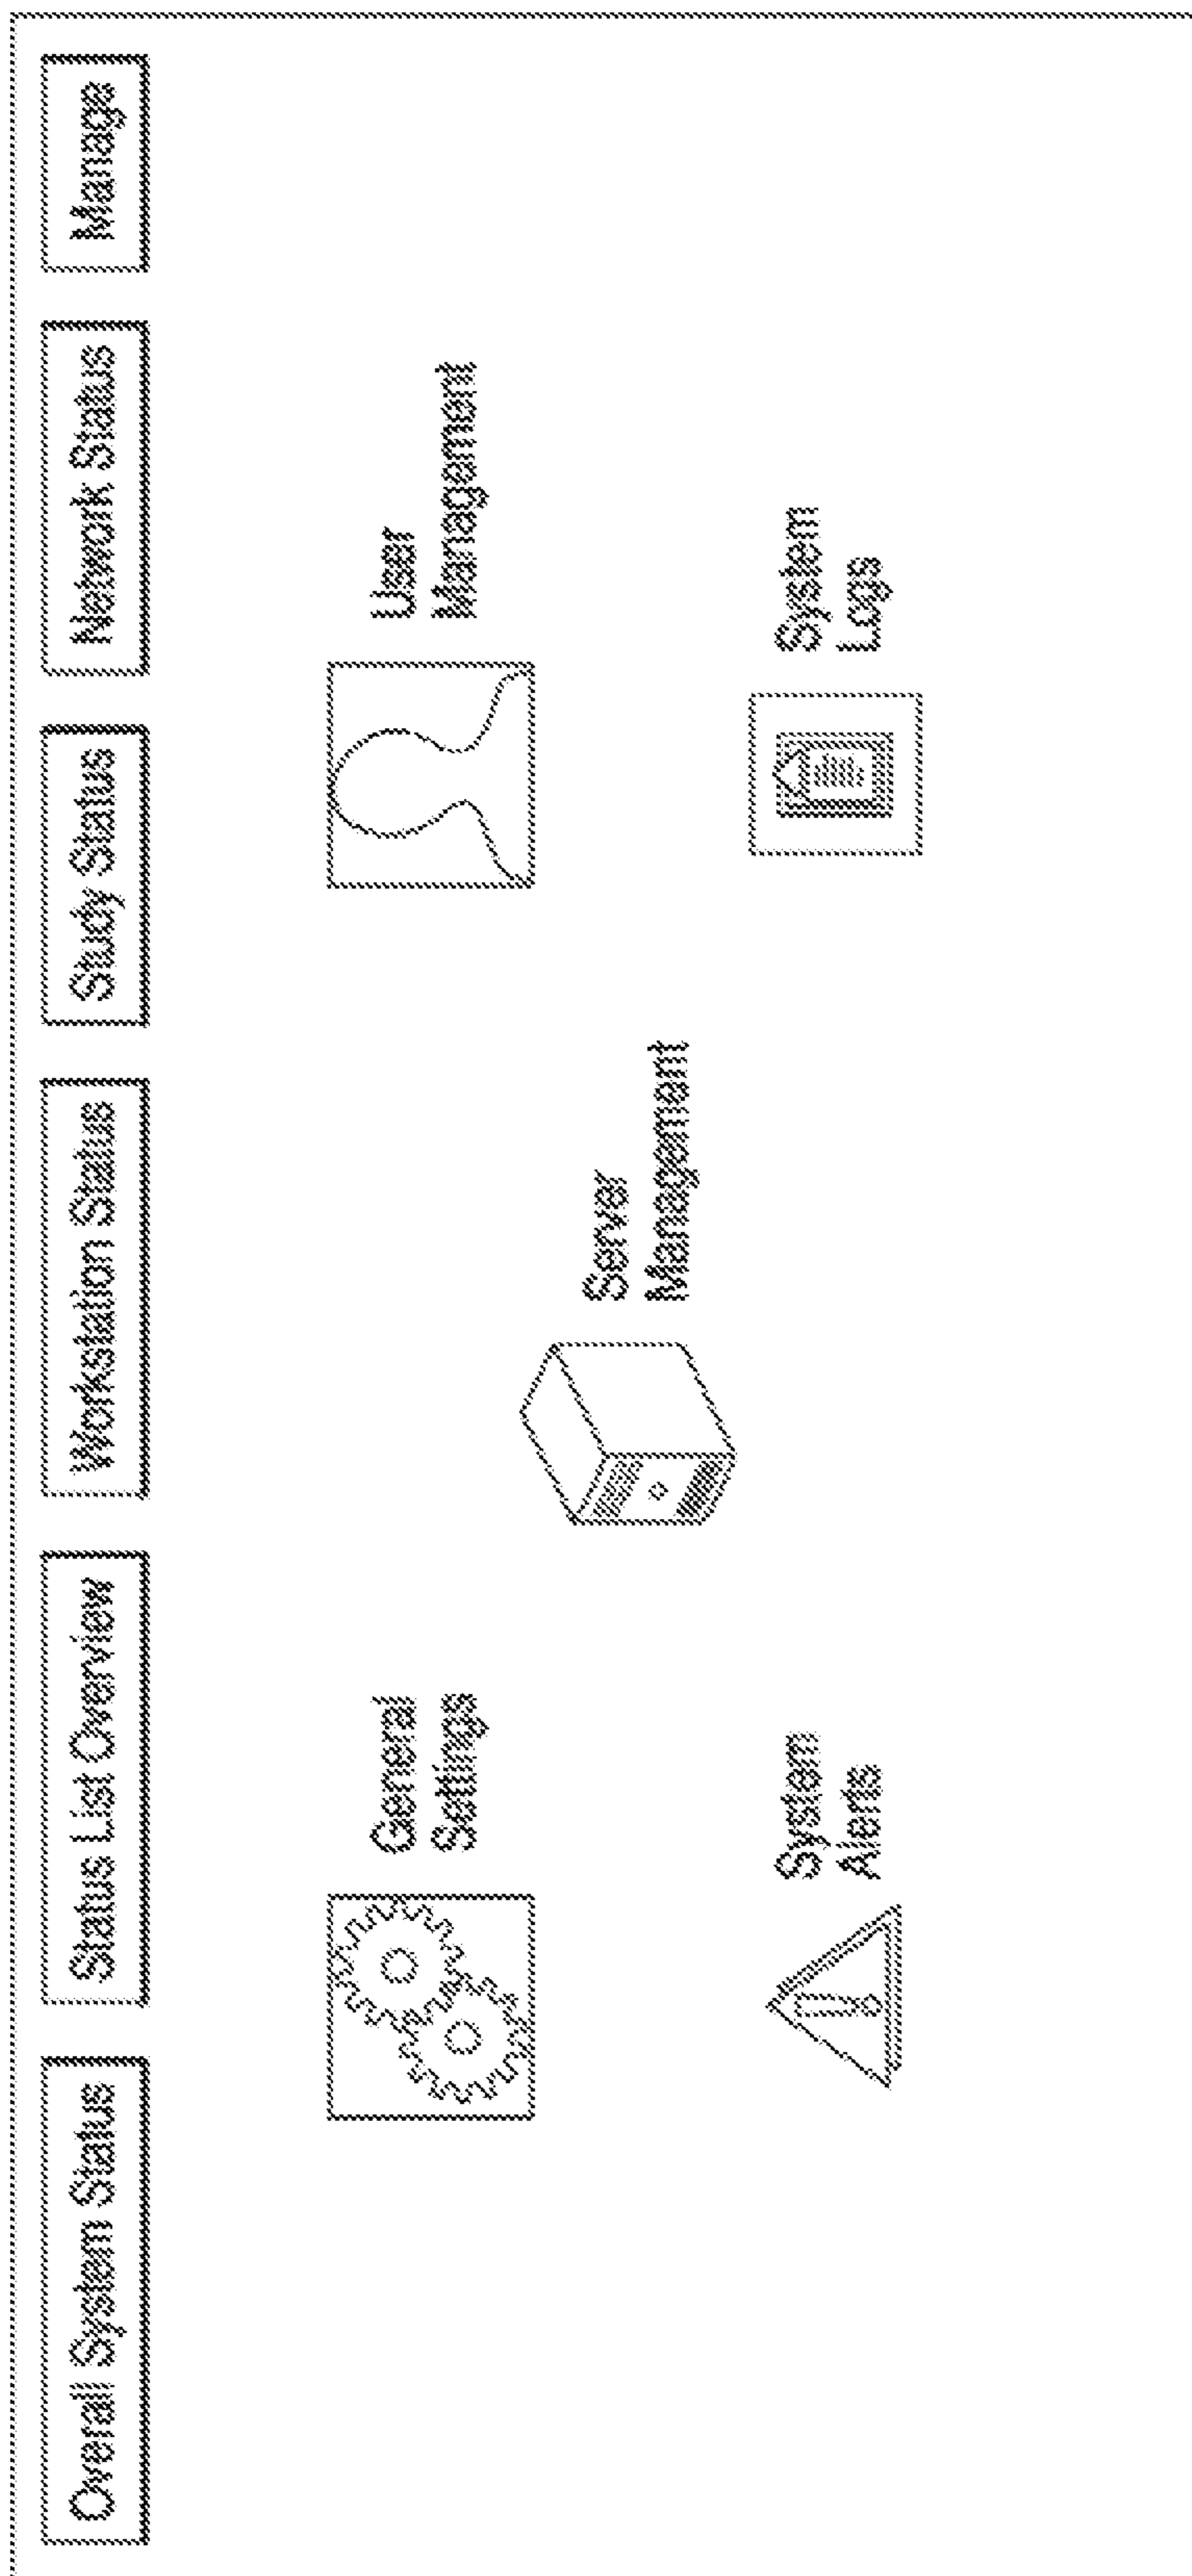 Overall System Status
Status List Overview
Workstation Status
Study Status
Network Status
Manage
General
Settings
User
Management
Server
Management
System
Alerts
System
Logs